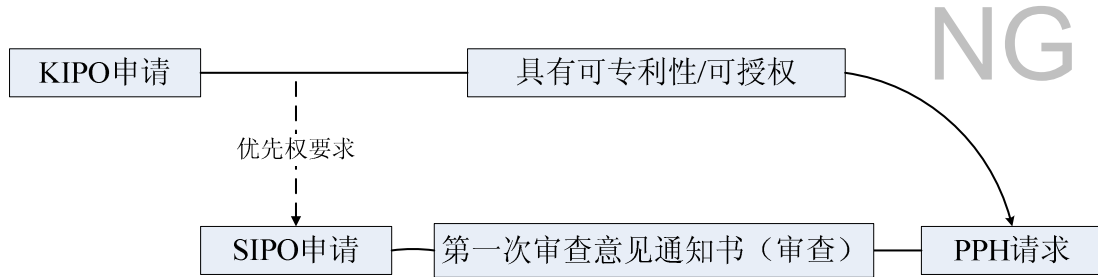 NG
KIPO申请
具有可专利性/可授权
优先权要求
SIPO申请
第一次审查意见通知书（审查）
PPH请求